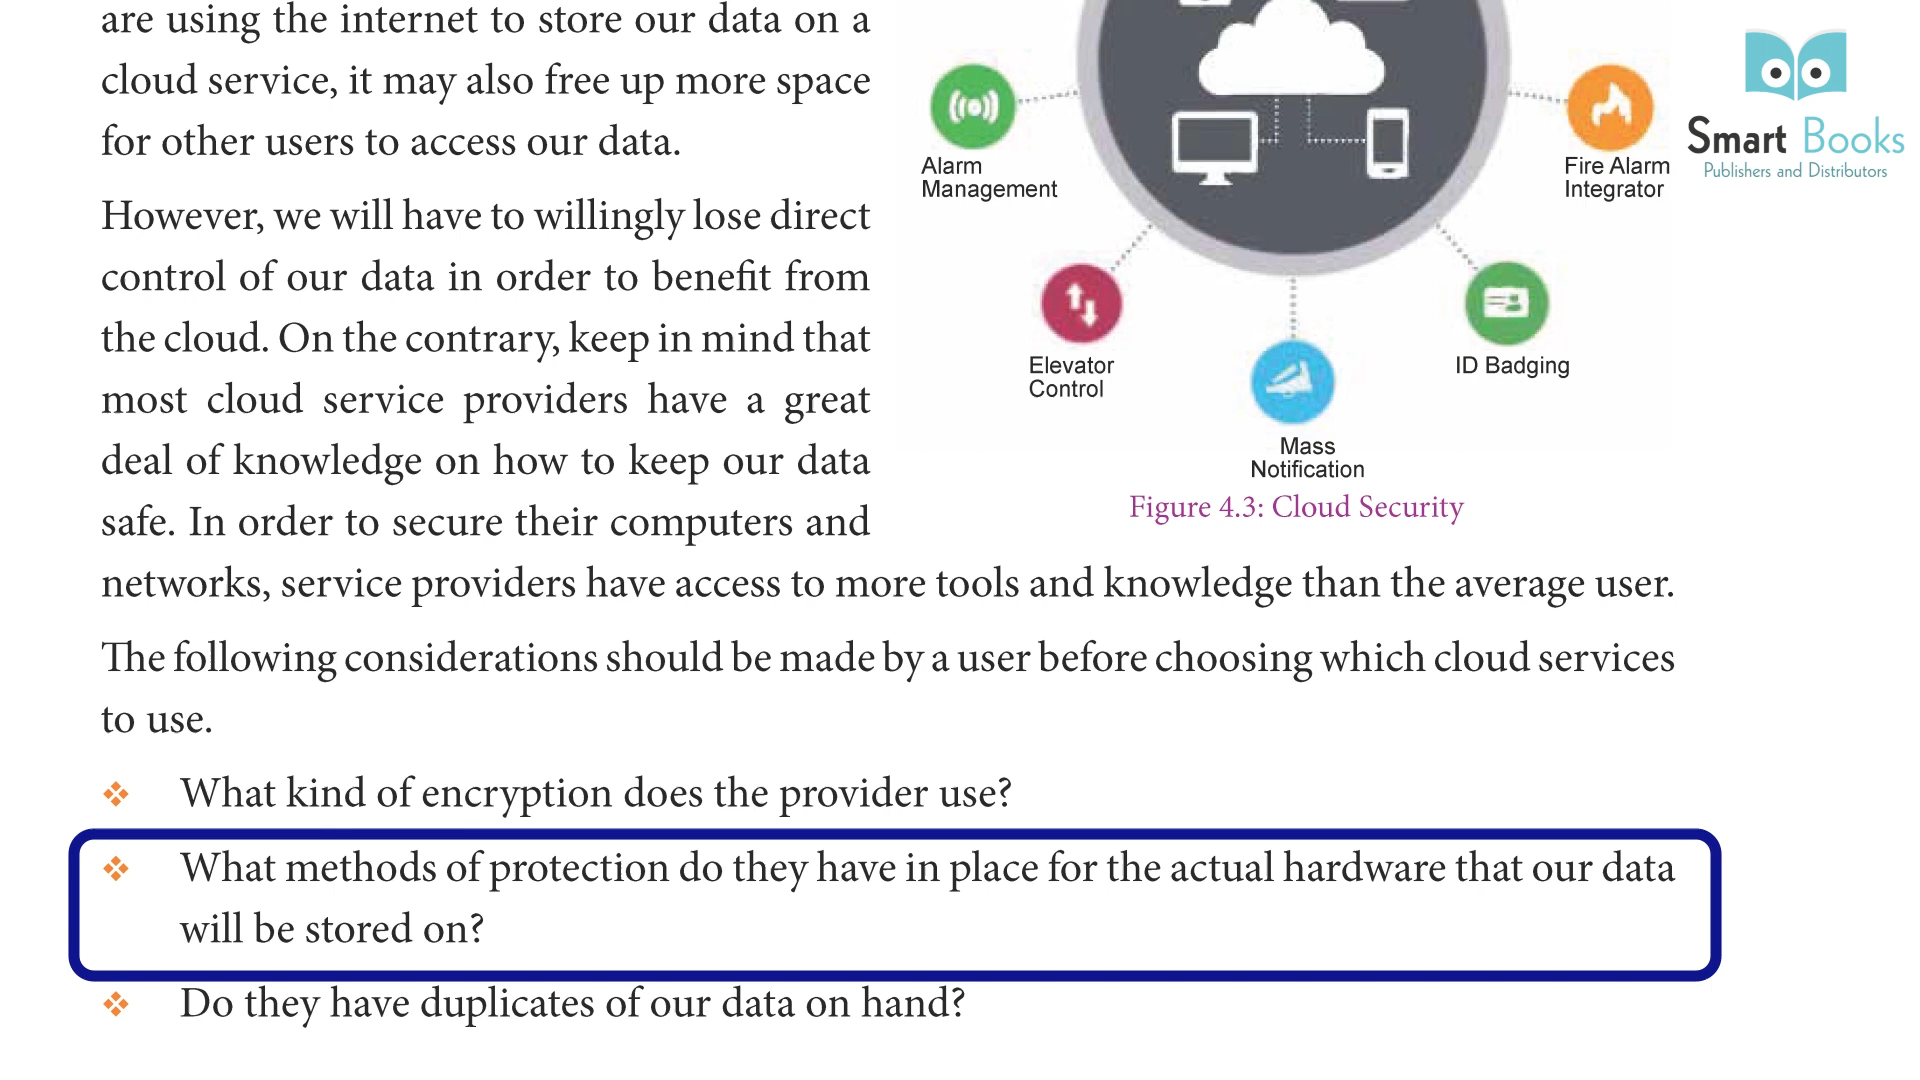 are using the internet to store our data on a
cloud service, it may also free up more space
for other users to access our data.
However, we will have to willingly lose direct
control of our data in order to benefit from
the cloud. On the contrary, keep in mind that
most cloud service providers have a great
deal of knowledge on how to keep our data
safe. In order to secure their computers and
networks, service providers have access to more tools and knowledge than the average user.
Alarm
Management
Elevator
Control
Mass
Notification
ID Badging
Fire Alarm
Integrator
Figure 4.3: Cloud Security
Smart Books
Publishers and Distributors
The following considerations should be made by a user before choosing which cloud services
to use.
❖ What kind of encryption does the provider use?
❖ What methods of protection do they have in place for the actual hardware that our data
will be stored on?
❖ Do they have duplicates of our data on hand?